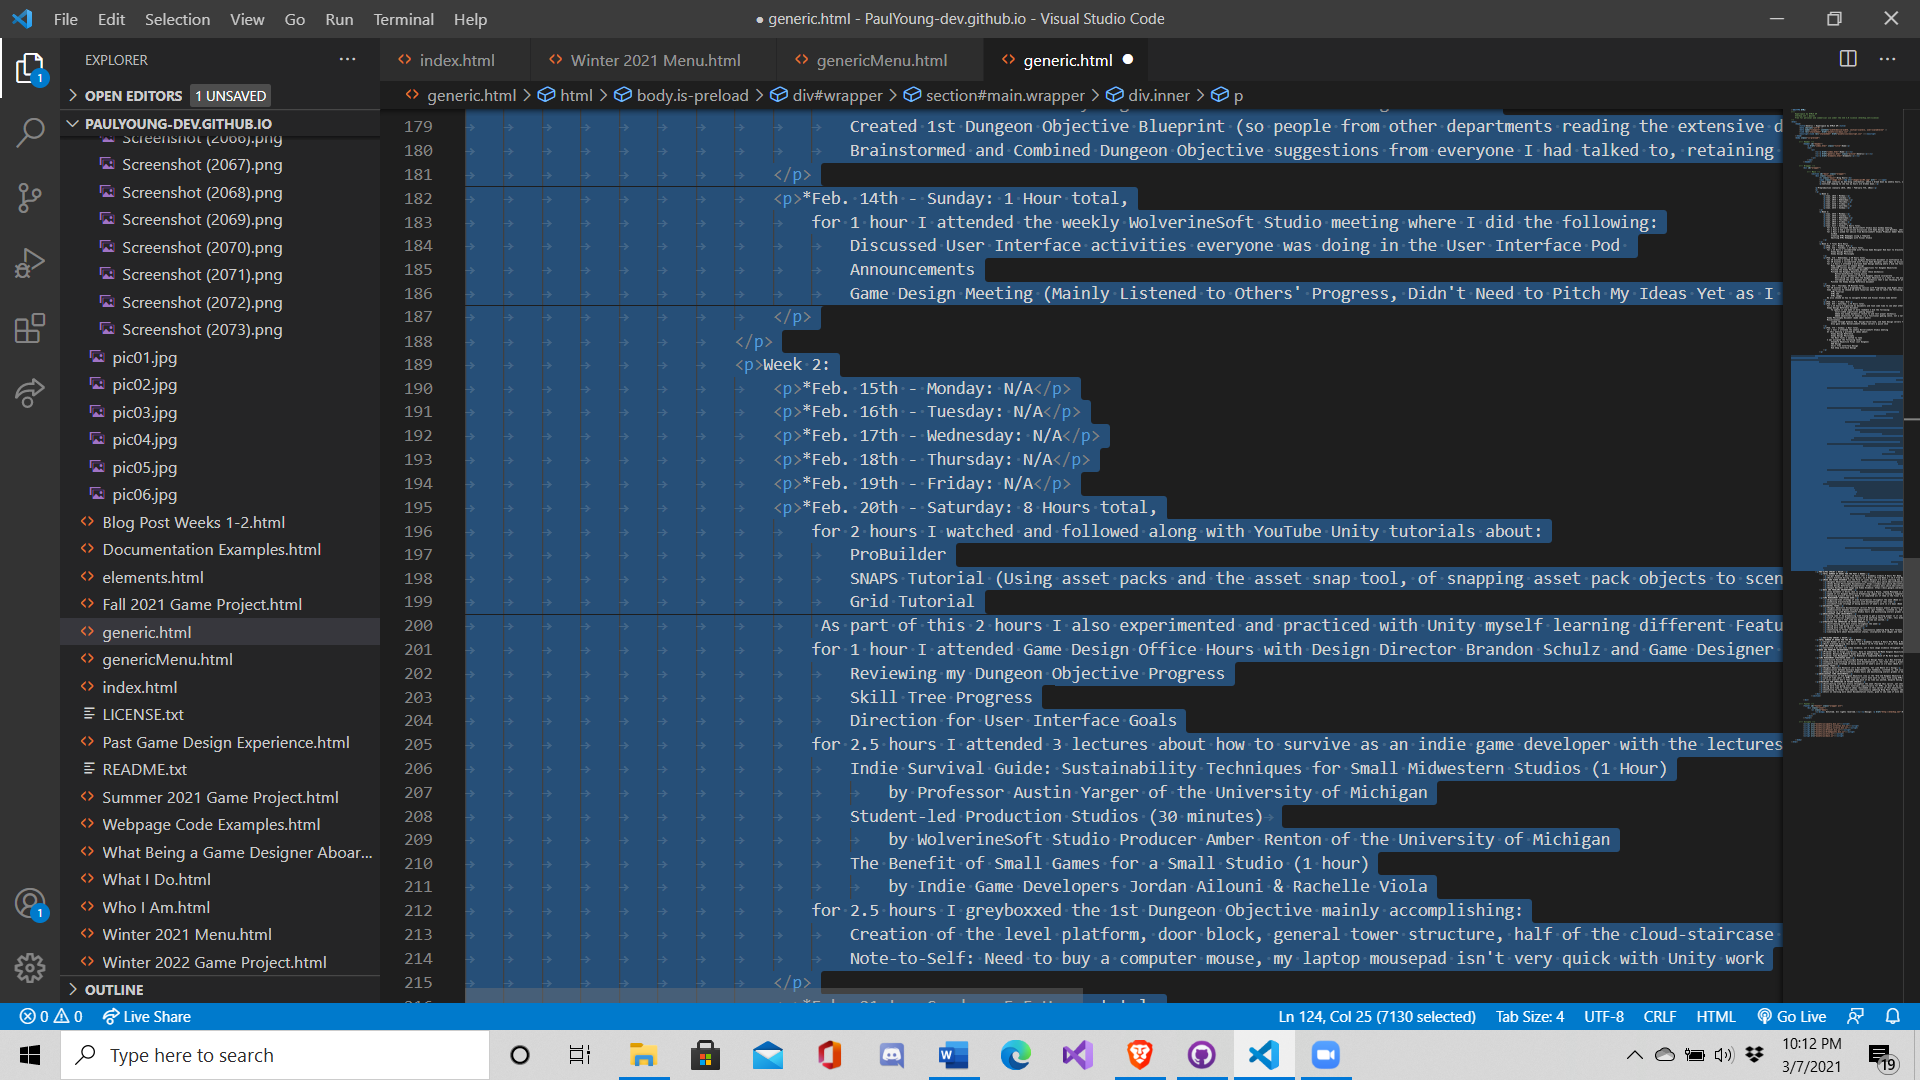 File Edit Selection View Go Run Terminal Help
● generic.html - PaulYoung-dev.github.io - Visual Studio Code
EXPLORER
index.html
Winter 2021 Menu.html
genericMenu.html
generic.html
OPEN EDITORS 1 UNSAVED
generic.html > html > body.is-preload > div#wrapper > section#main.wrapper > div.inner > p
PAULYOUNG-DEV.GITHUB.IO
Screenshot (2066).png
Screenshot (2067).png
Screenshot (2068).png
Screenshot (2069).png
Screenshot (2070).png
Screenshot (2071).png
Screenshot (2072).png
Screenshot (2073).png
pic01.jpg
pic02.jpg
pic03.jpg
pic04.jpg
pic05.jpg
pic06.jpg
Blog Post Weeks 1-2.html
Documentation Examples.html
elements.html
Fall 2021 Game Project.html
generic.html
genericMenu.html
index.html
LICENSE.txt
Past Game Design Experience.html
README.txt
Summer 2021 Game Project.html
Webpage Code Examples.html
What Being a Game Designer Aboar...
What I Do.html
Who I Am.html
Winter 2021 Menu.html
Winter 2022 Game Project.html
OUTLINE
179 Created 1st Dungeon Objective Blueprint (so people from other departments reading the extensive d
180 Brainstormed and Combined Dungeon Objective suggestions from everyone I had talked to, retaining
181 </p>
182 <p>*Feb. 14th - Sunday: 1 Hour total,
183 for 1 hour I attended the weekly WolverineSoft Studio meeting where I did the following:
184 Discussed User Interface activities everyone was doing in the User Interface Pod
185 Announcements
186 Game Design Meeting (Mainly Listened to Others' Progress, Didn't Need to Pitch My Ideas Yet as I
187 </p>
188 </p>
189 <p>Week 2:
190 <p>*Feb. 15th - Monday: N/A</p>
191 <p>*Feb. 16th - Tuesday: N/A</p>
192 <p>*Feb. 17th - Wednesday: N/A</p>
193 <p>*Feb. 18th - Thursday: N/A</p>
194 <p>*Feb. 19th - Friday: N/A</p>
195 <p>*Feb. 20th - Saturday: 8 Hours total,
196 for 2 hours I watched and followed along with YouTube Unity tutorials about:
197 ProBuilder
198 SNAPS Tutorial (Using asset packs and the asset snap tool, of snapping asset pack objects to scen
199 Grid Tutorial
200 As part of this 2 hours I also experimented and practiced with Unity myself learning different Featu
201 for 1 hour I attended Game Design Office Hours with Design Director Brandon Schulz and Game Designer
202 Reviewing my Dungeon Objective Progress
203 Skill Tree Progress
204 Direction for User Interface Goals
205 for 2.5 hours I attended 3 lectures about how to survive as an indie game developer with the lectures
206 Indie Survival Guide: Sustainability Techniques for Small Midwestern Studios (1 Hour)
207 by Professor Austin Yarger of the University of Michigan
208 Student-led Production Studios (30 minutes)
209 by WolverineSoft Studio Producer Amber Renton of the University of Michigan
210 The Benefit of Small Games for a Small Studio (1 hour)
211 by Indie Game Developers Jordan Ailouni & Rachelle Viola
212 for 2.5 hours I greyboxxed the 1st Dungeon Objective mainly accomplishing:
213 Creation of the level platform, door block, general tower structure, half of the cloud-staircase
214 Note-to-Self: Need to buy a computer mouse, my laptop mousepad isn't very quick with Unity work
215 </p>
0 0 Live Share
Ln 124, Col 25 (7130 selected) Tab Size: 4 UTF-8 CRLF HTML Go Live
Type here to search
10:12 PM
3/7/2021
19